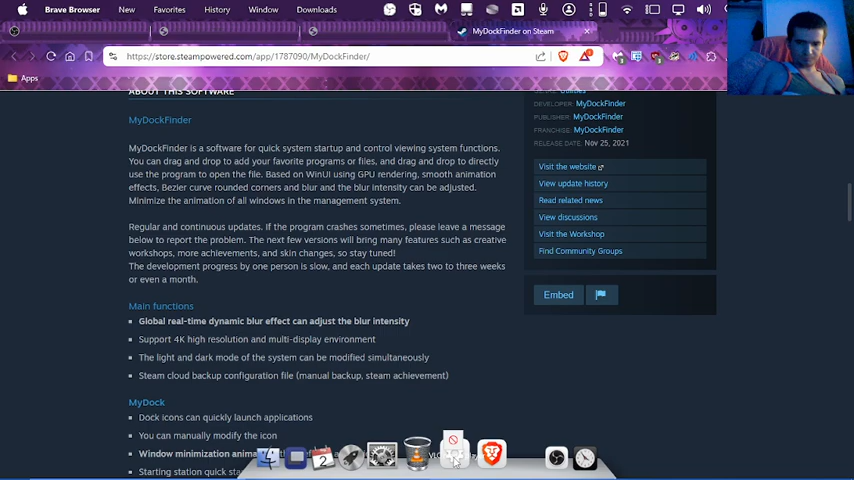 Brave Browser New Favorites History Window Downloads
MyDockFinder on Steam
https://store.steampowered.com/app/1787090/MyDockFinder/
Apps
ABOUT THIS SOFTWARE
MyDockFinder
MyDockFinder is a software for quick system startup and control viewing system functions.
You can drag and drop to add your favorite programs or files, and drag and drop to directly
use the program to open the file. Based on WinUI using GPU rendering, smooth animation
effects, Bezier curve rounded corners and blur and the blur intensity can be adjusted.
Minimize the animation of all windows in the management system.
Regular and continuous updates. If the program crashes sometimes, please leave a message
below to report the problem. The next few versions will bring many features such as creative
workshops, more achievements, and skin changes, so stay tuned!
The development progress by one person is slow, and each update takes two to three weeks
or even a month.
Main functions
Global real-time dynamic blur effect can adjust the blur intensity
Support 4K high resolution and multi-display environment
The light and dark mode of the system can be modified simultaneously
Steam cloud backup configuration file (manual backup, steam achievement)
MyDock
Dock icons can quickly launch applications
You can manually modify the icon
Window minimization
Starting station quick
2
GENRE: Utilities
DEVELOPER: MyDockFinder
PUBLISHER: MyDockFinder
FRANCHISE: MyDockFinder
RELEASE DATE: Nov 25, 2021
Visit the website
View update history
Read related news
View discussions
Visit the Workshop
Find Community Groups
Embed